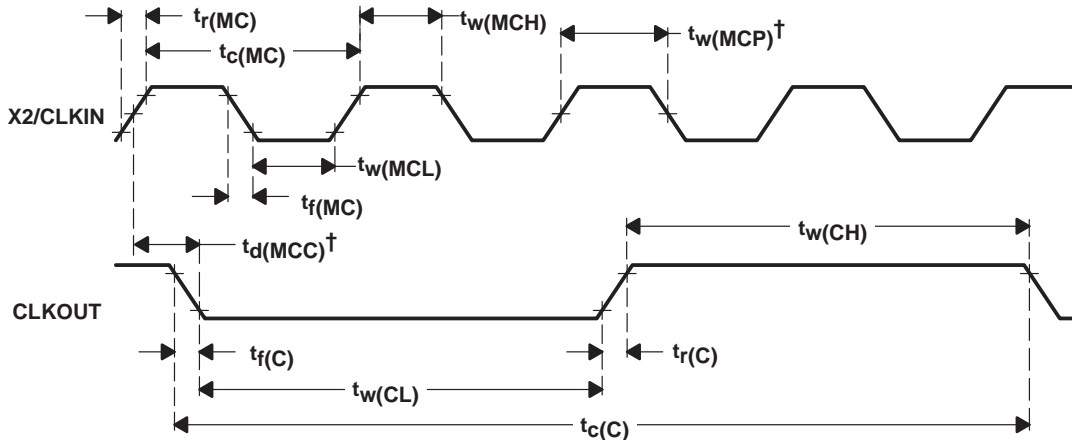 tr(MC)
tw(MCH)
tw(MCP)†
tc(MC)
X2/CLKIN
tw(MCL)
tf(MC)
tw(CH)
td(MCC)†
CLKOUT
tf(C)
tr(C)
tw(CL)
tc(C)